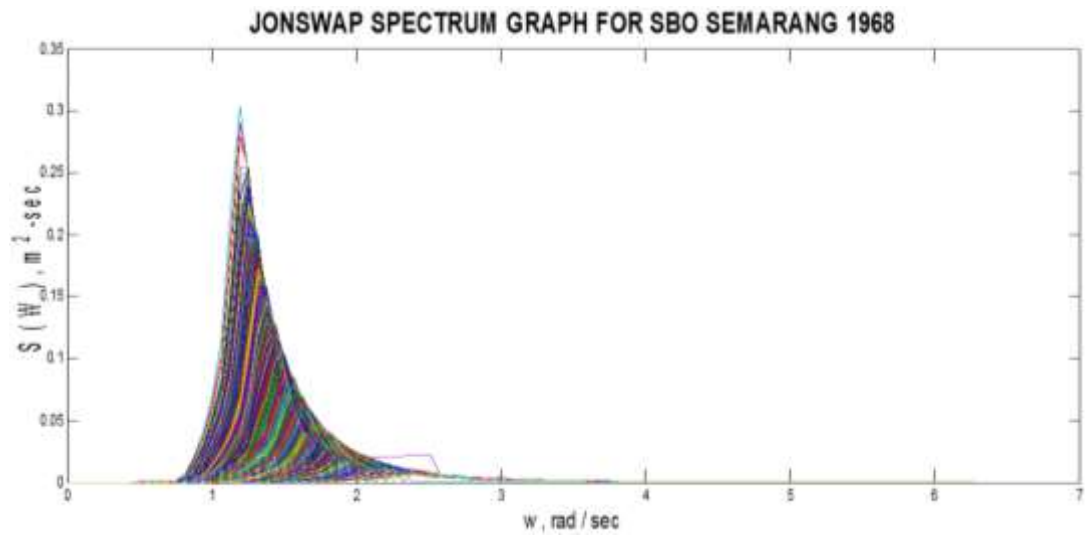 JONSWAP SPECTRUM GRAPH FOR SBO SEMARANG 1968
0.35
0.3
0.25
0.2
0.15
0.1
0.05
0
S ( W ) , m 2 -sec
0 1 2 3 4 5 6 7
w , rad / sec